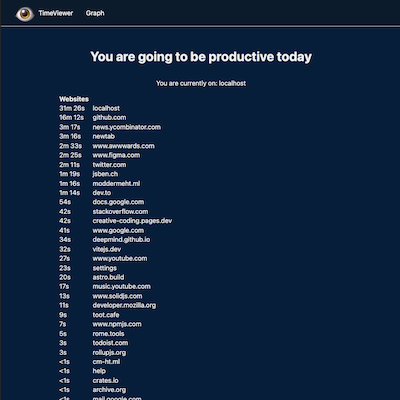 TimeViewer Graph
You are going to be productive today
You are currently on: localhost
Websites
31m 26s localhost
16m 12s github.com
3m 17s news.ycombinator.com
3m 16s newtab
2m 33s www.awwwards.com
2m 25s www.figma.com
2m 11s twitter.com
1m 19s jsben.ch
1m 16s moddermeht.ml
1m 14s dev.to
54s docs.google.com
42s stackoverflow.com
42s creative-coding.pages.dev
41s www.google.com
34s deepmind.github.io
32s vitejs.dev
27s www.youtube.com
23s settings
20s astro.build
17s music.youtube.com
13s www.solidjs.com
11s developer.mozilla.org
9s toot.cafe
7s www.npmjs.com
5s rome.tools
3s todoist.com
3s rollupjs.org
<1s cm-ht.ml
<1s help
<1s crates.io
<1s archive.org
<1s mail.google.com